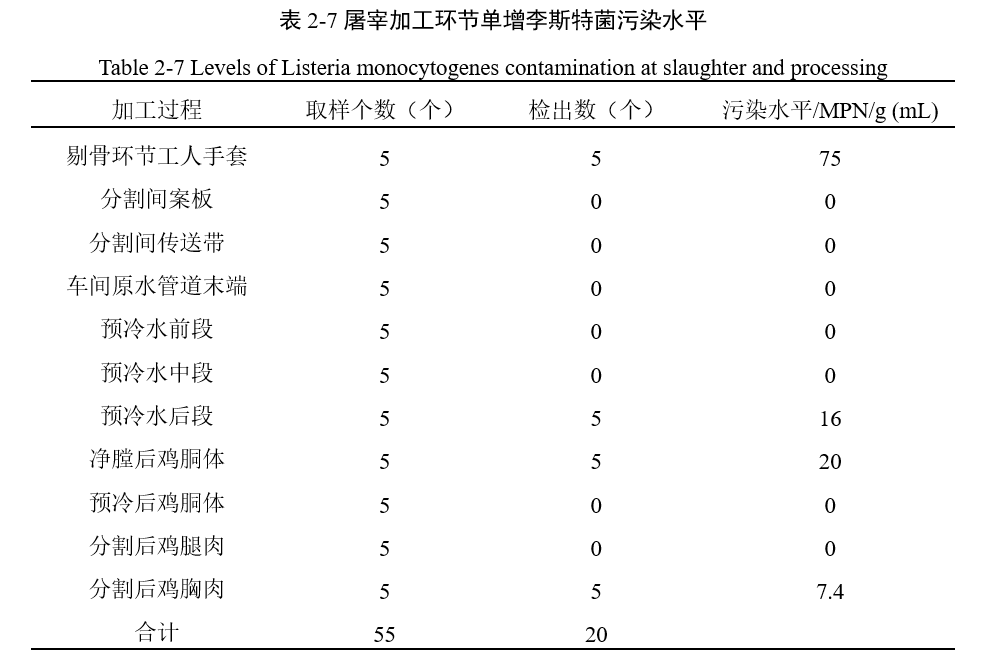 表 2-7 屠宰加工环节单增李斯特菌污染水平
Table 2-7 Levels of Listeria monocytogenes contamination at slaughter and processing
加工过程 取样个数（个） 检出数（个） 污染水平/MPN/g (mL)
剔骨环节工人手套 5 5 75
分割间案板 5 0 0
分割间传送带 5 0 0
车间原水管道末端 5 0 0
预冷水前段 5 0 0
预冷水中段 5 0 0
预冷水后段 5 5 16
净膛后鸡胴体 5 5 20
预冷后鸡胴体 5 0 0
分割后鸡腿肉 5 0 0
分割后鸡胸肉 5 5 7.4
合计 55 20